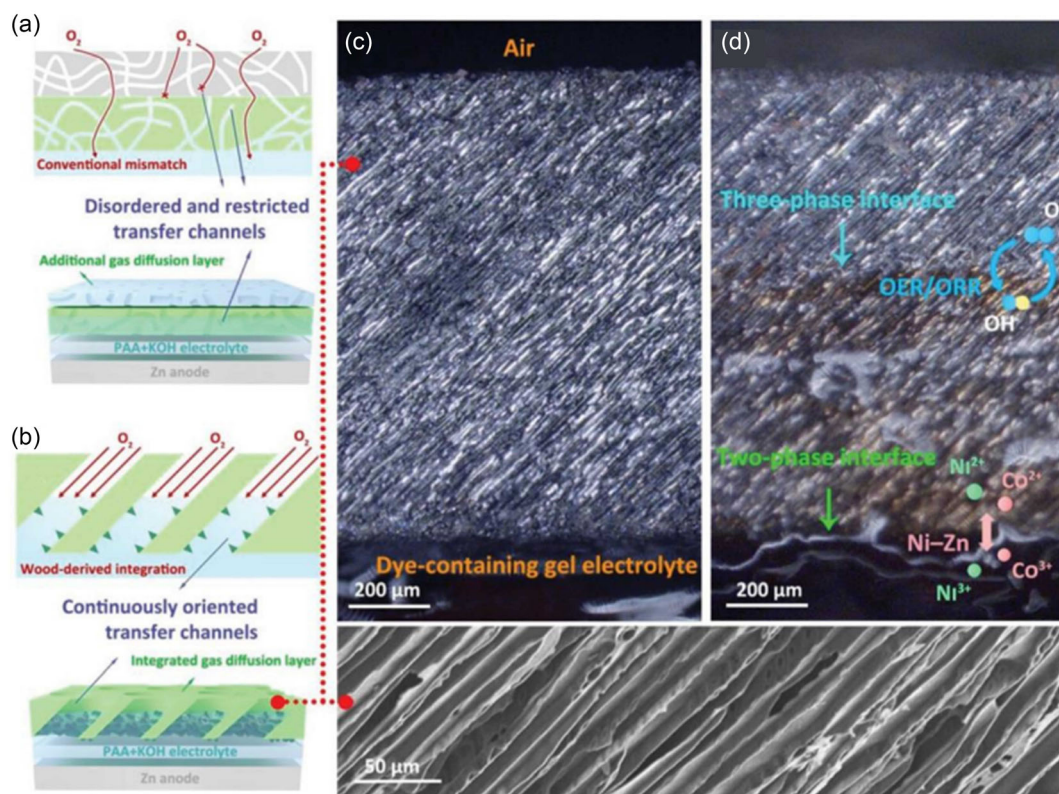 (a)
O2 O2 O2
Conventional mismatch
Disordered and restricted
transfer channels
Additional gas diffusion layer
PAA+KOH electrolyte
Zn anode
(b)
O2 O2 O2
Wood-derived integration
Continuously oriented
transfer channels
Integrated gas diffusion layer
PAA+KOH electrolyte
Zn anode
(c)
Air
Dye-containing gel electrolyte
200 μm
(d)
Three-phase interface
O
OER/ORR
OH
Two-phase interface
Ni2+
Co2+
Ni–Zn
Co3+
Ni3+
200 μm
50 μm